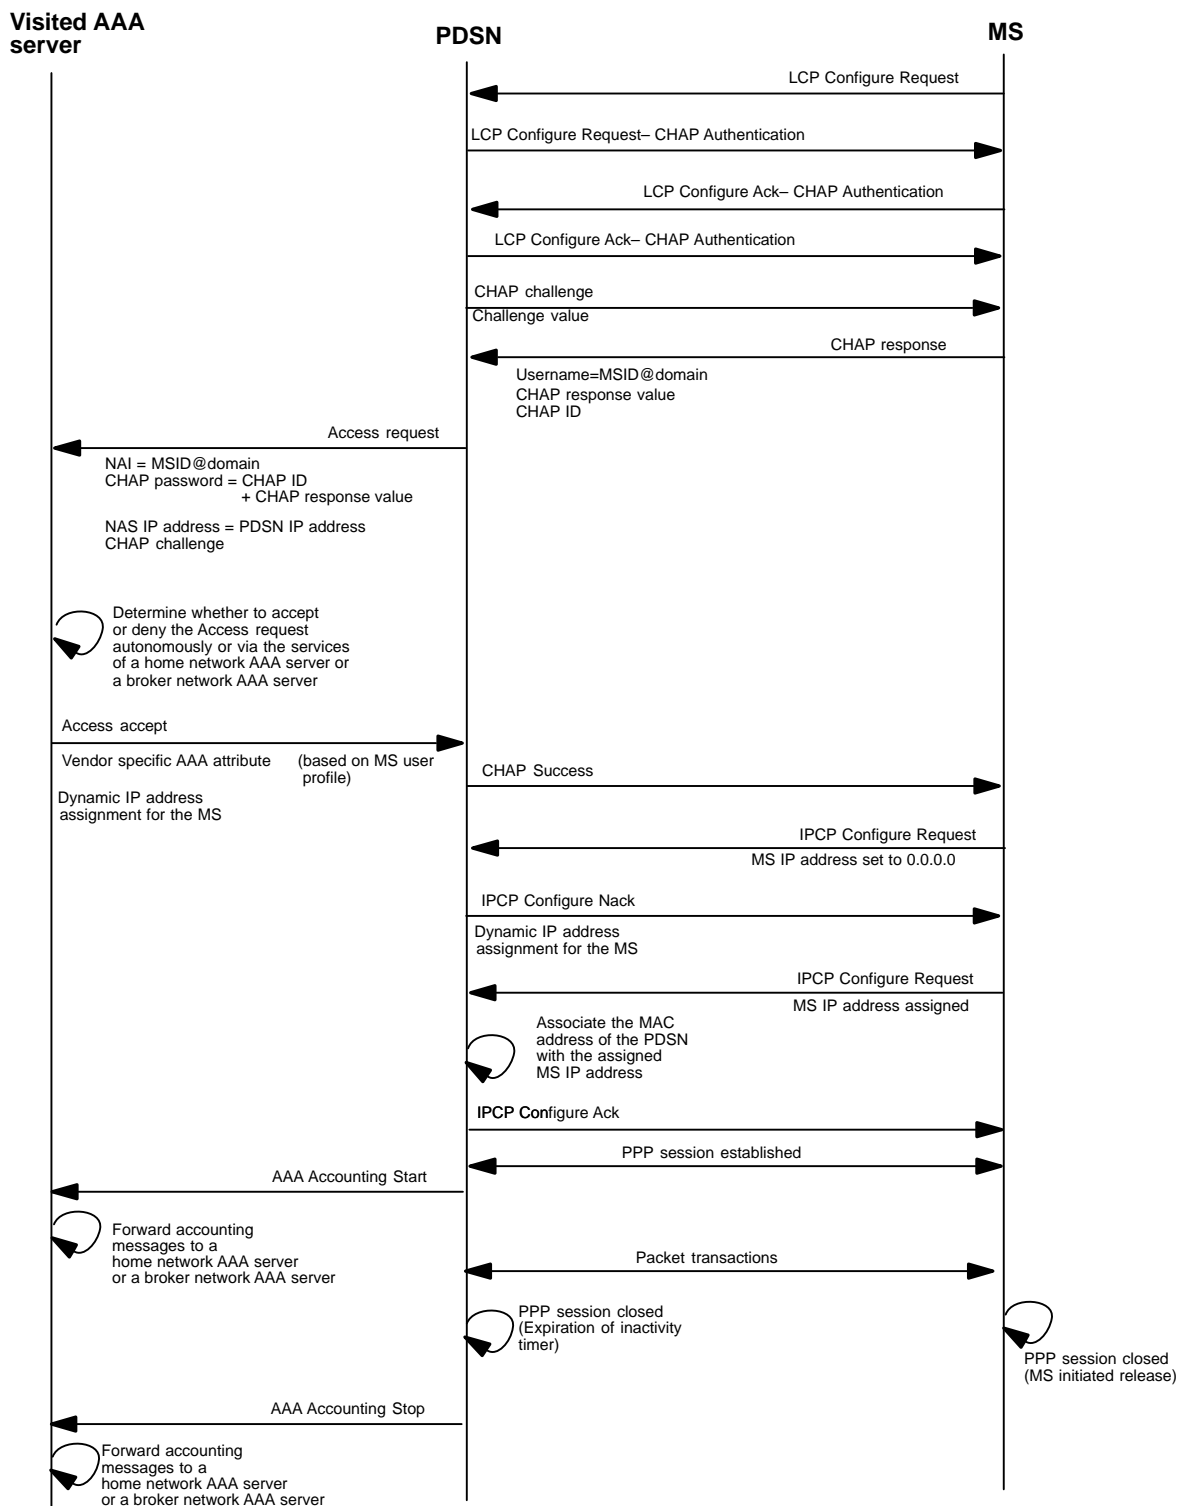 Visited AAA
server
PDSN
MS
LCP Configure Request
LCP Configure Request– CHAP Authentication
LCP Configure Ack– CHAP Authentication
LCP Configure Ack– CHAP Authentication
CHAP challenge
Challenge value
CHAP response
Username=MSID@domain
CHAP response value
CHAP ID
Access request
NAI = MSID@domain
CHAP password = CHAP ID
+ CHAP response value
NAS IP address = PDSN IP address
CHAP challenge
Determine whether to accept
or deny the Access request
autonomously or via the services
of a home network AAA server or
a broker network AAA server
Access accept
Vendor specific AAA attribute (based on MS user
profile)
Dynamic IP address
assignment for the MS
CHAP Success
IPCP Configure Request
MS IP address set to 0.0.0.0
IPCP Configure Nack
Dynamic IP address
assignment for the MS
IPCP Configure Request
MS IP address assigned
Associate the MAC
address of the PDSN
with the assigned
MS IP address
IPCP Configure Ack
PPP session established
AAA Accounting Start
Forward accounting
messages to a
home network AAA server
or a broker network AAA server
Packet transactions
PPP session closed
(Expiration of inactivity
timer)
PPP session closed
(MS initiated release)
AAA Accounting Stop
Forward accounting
messages to a
home network AAA server
or a broker network AAA server